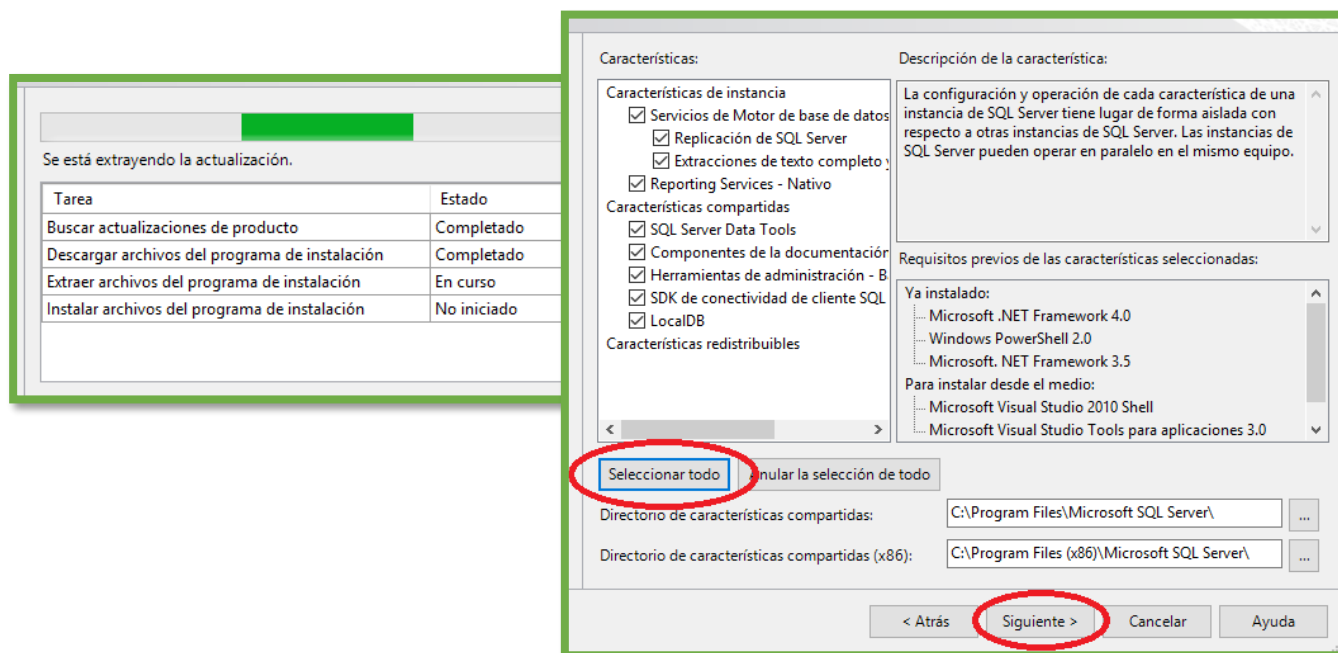 Se está extrayendo la actualización.
Tarea Estado
Buscar actualizaciones de producto Completado
Descargar archivos del programa de instalación Completado
Extraer archivos del programa de instalación En curso
Instalar archivos del programa de instalación No iniciado
Características:
Características de instancia
Servicios de Motor de base de datos
Replicación de SQL Server
Extracciones de texto completo y
Reporting Services - Nativo
Características compartidas
SQL Server Data Tools
Componentes de la documentación
Herramientas de administración - B
SDK de conectividad de cliente SQL
LocalDB
Características redistribuibles
Descripción de la característica:
La configuración y operación de cada característica de una
instancia de SQL Server tiene lugar de forma aislada con
respecto a otras instancias de SQL Server. Las instancias de
SQL Server pueden operar en paralelo en el mismo equipo.
Requisitos previos de las características seleccionadas:
Ya instalado:
Microsoft .NET Framework 4.0
Windows PowerShell 2.0
Microsoft. NET Framework 3.5
Para instalar desde el medio:
Microsoft Visual Studio 2010 Shell
Microsoft Visual Studio Tools para aplicaciones 3.0
Seleccionar todo Anular la selección de todo
Directorio de características compartidas: C:\Program Files\Microsoft SQL Server\ ...
Directorio de características compartidas (x86): C:\Program Files (x86)\Microsoft SQL Server\ ...
< Atrás Siguiente > Cancelar Ayuda